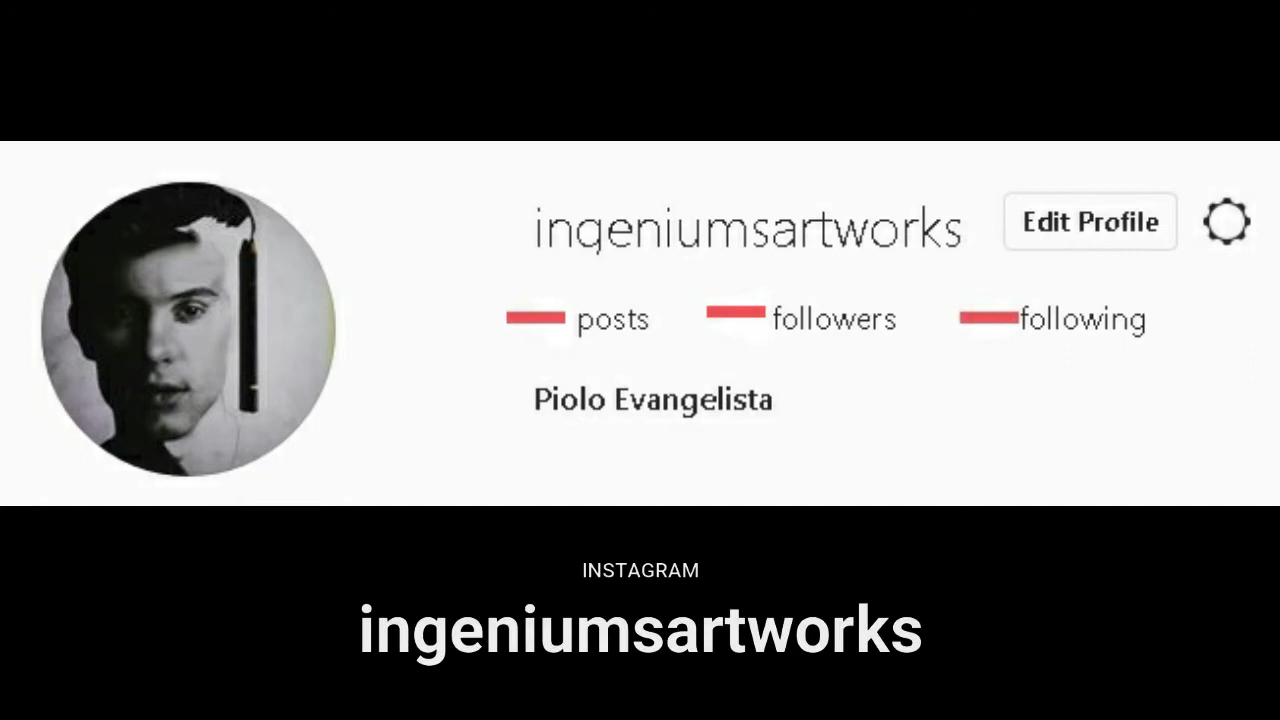 ingeniumsartworks Edit Profile
posts followers following
Piolo Evangelista
INSTAGRAM
ingeniumsartworks